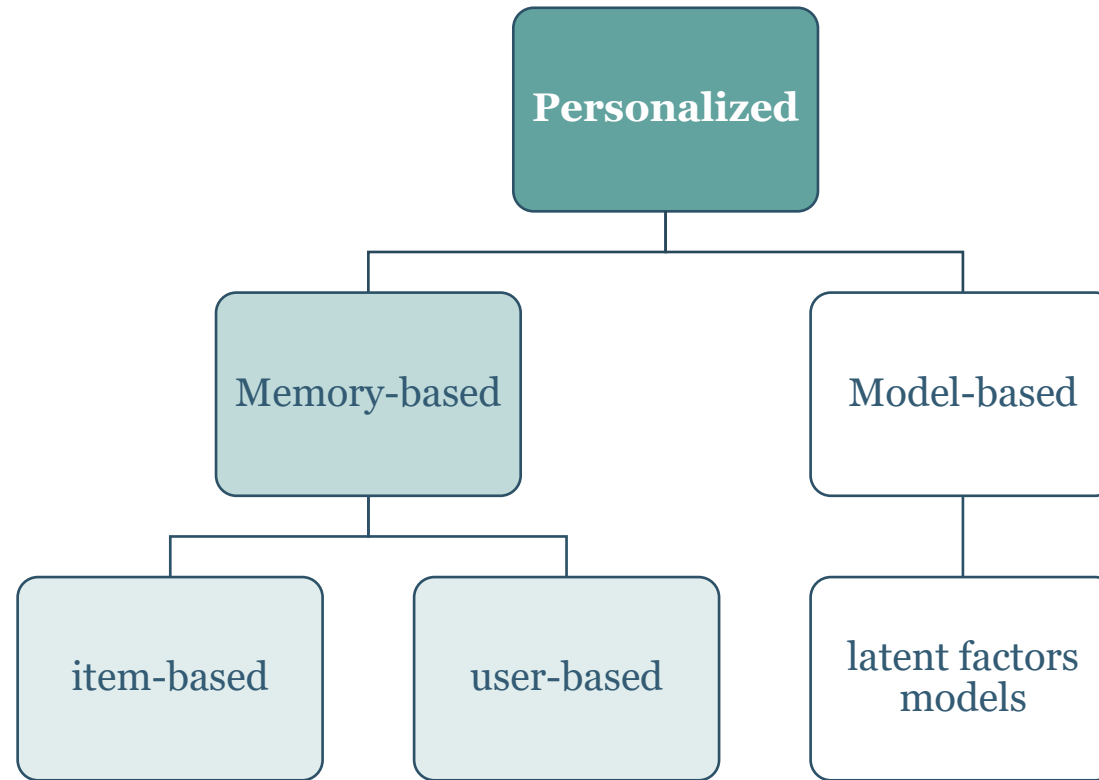 Personalized
Memory-based
Model-based
item-based
user-based
latent factors
models